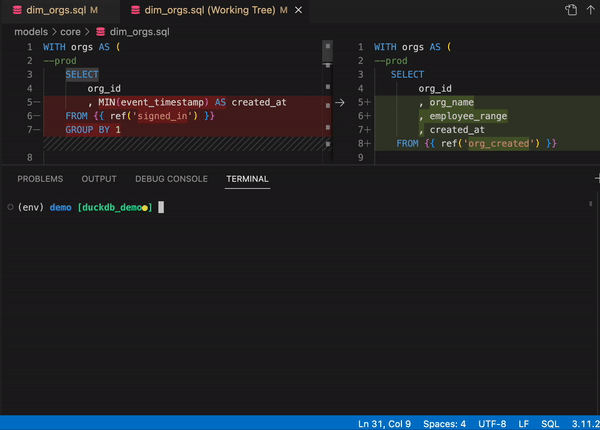 dim_orgs.sql M
dim_orgs.sql (Working Tree) M
models > core > dim_orgs.sql
1 WITH orgs AS (
2 --prod
3 SELECT
4 org_id
5− , MIN(event_timestamp) AS created_at
6− FROM {{ ref('signed_in') }}
7− GROUP BY 1
8
1 WITH orgs AS (
2 --prod
3 SELECT
4 org_id
5+ , org_name
6+ , employee_range
7+ , created_at
8+ FROM {{ ref('org_created') }}
9
PROBLEMS OUTPUT DEBUG CONSOLE TERMINAL
(env) demo [duckdb_demo●]
Ln 31, Col 9 Spaces: 4 UTF-8 LF SQL 3.11.2